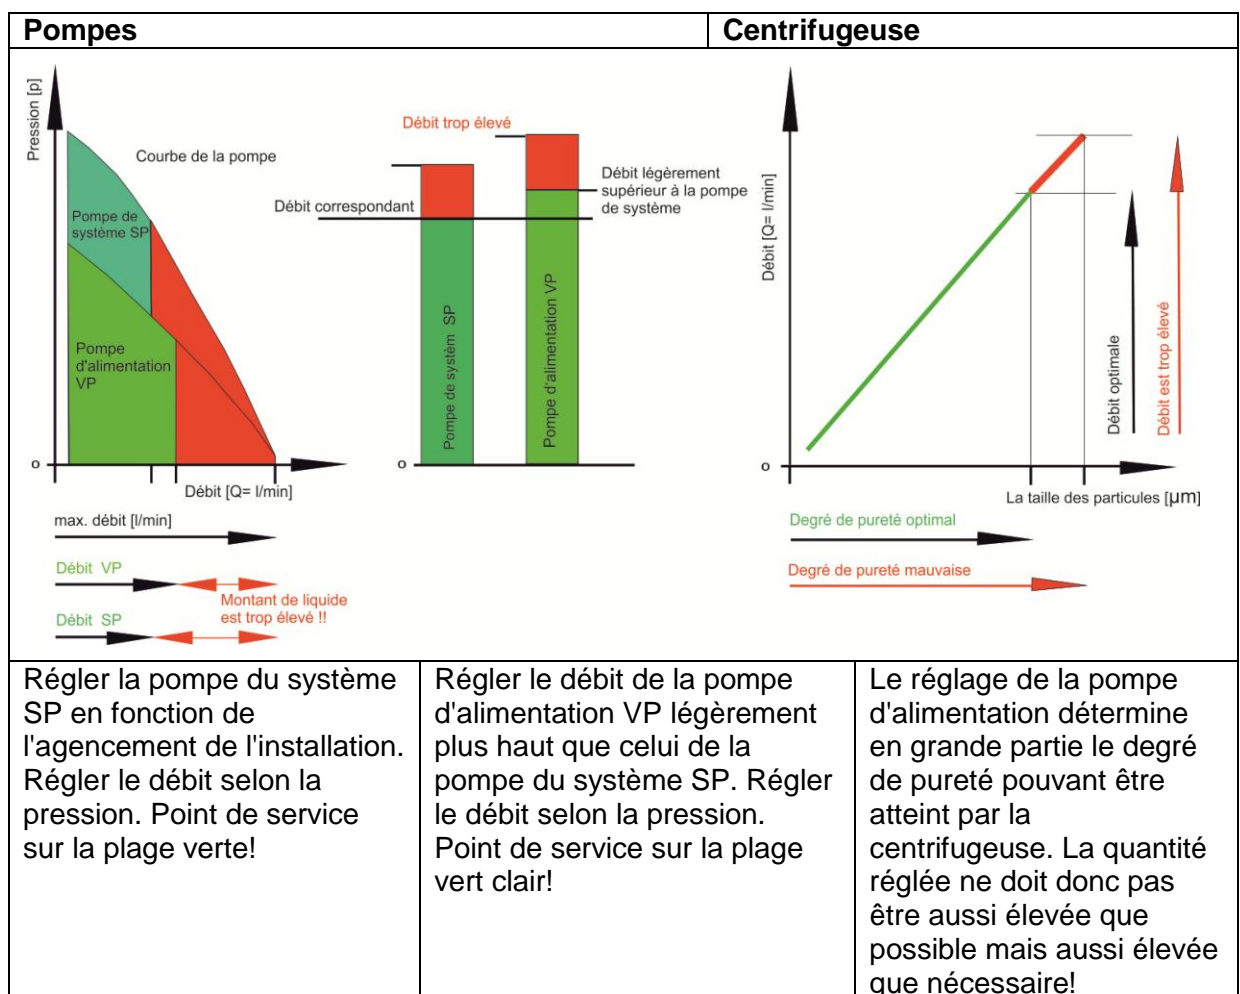 Pompes
Centrifugeuse
Pression [p]
Courbe de la pompe
Pompe de
système SP
Pompe
d'alimentation
VP
o
Débit [Q= l/min]
max. débit [l/min]
Débit VP
Montant de liquide
est trop élevé !!
Débit SP
Débit trop élevé
Débit correspondant
Débit légèrement
supérieur à la pompe
de système
Pompe de systèm SP
Pompe d'alimentation VP
o
Débit [Q= l/min]
Débit optimale
Débit est trop élevé
o
La taille des particules [µm]
Degré de pureté optimal
Degré de pureté mauvaise
Régler la pompe du système
SP en fonction de
l'agencement de l'installation.
Régler le débit selon la
pression. Point de service
sur la plage verte!
Régler le débit de la pompe
d'alimentation VP légèrement
plus haut que celui de la
pompe du système SP. Régler
le débit selon la pression.
Point de service sur la plage
vert clair!
Le réglage de la pompe
d'alimentation détermine
en grande partie le degré
de pureté pouvant être
atteint par la
centrifugeuse. La quantité
réglée ne doit donc pas
être aussi élevée que
possible mais aussi élevée
que nécessaire!